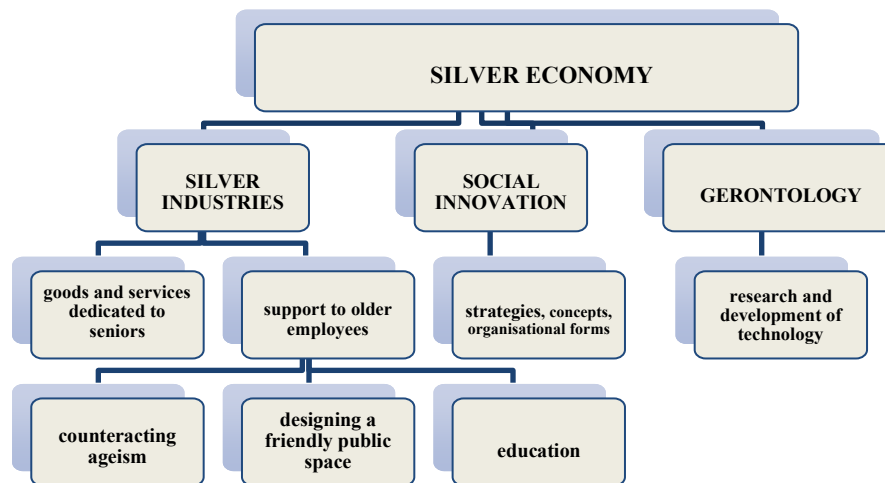 SILVER ECONOMY
SILVER
INDUSTRIES
SOCIAL
INNOVATION
GERONTOLOGY
goods and services
dedicated to
seniors
support to older
employees
strategies, concepts,
organisational forms
research and
development of
technology
counteracting
ageism
designing a
friendly public
space
education